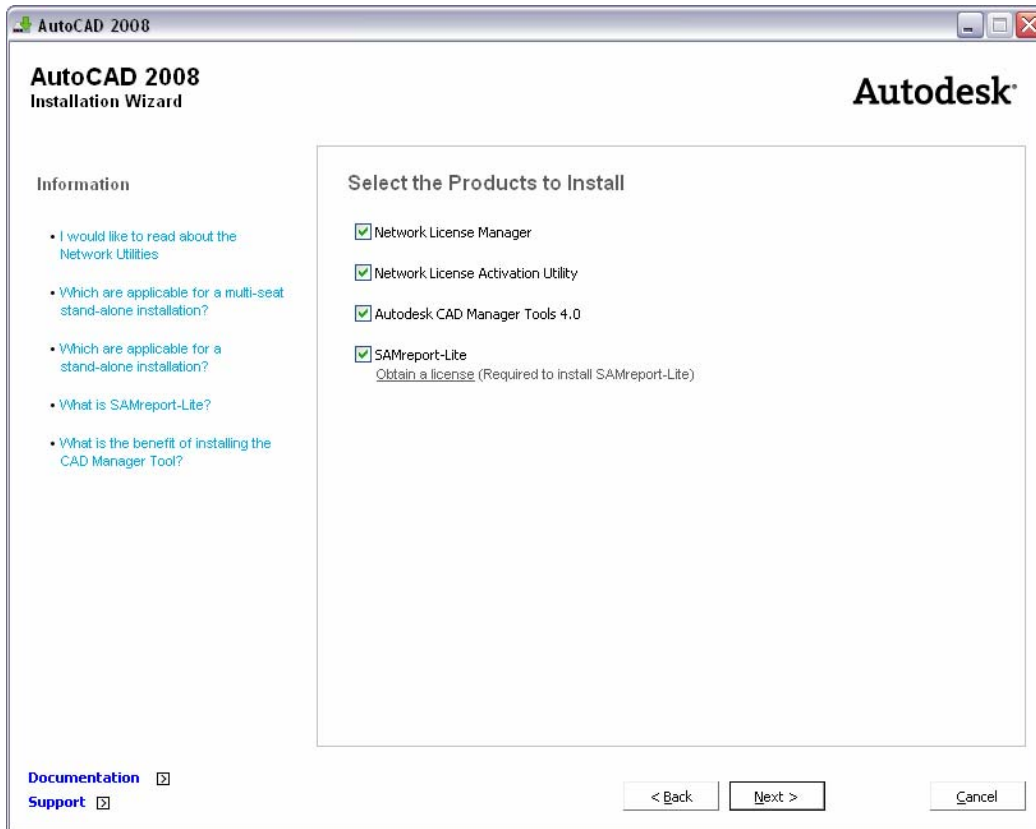 AutoCAD 2008
AutoCAD 2008
Installation Wizard
Autodesk
Information
• I would like to read about the
Network Utilities
• Which are applicable for a multi-seat
stand-alone installation?
• Which are applicable for a
stand-alone installation?
• What is SAMreport-Lite?
• What is the benefit of installing the
CAD Manager Tool?
Select the Products to Install
Network License Manager
Network License Activation Utility
Autodesk CAD Manager Tools 4.0
SAMreport-Lite
Obtain a license (Required to install SAMreport-Lite)
Documentation
Support
< Back
Next >
Cancel